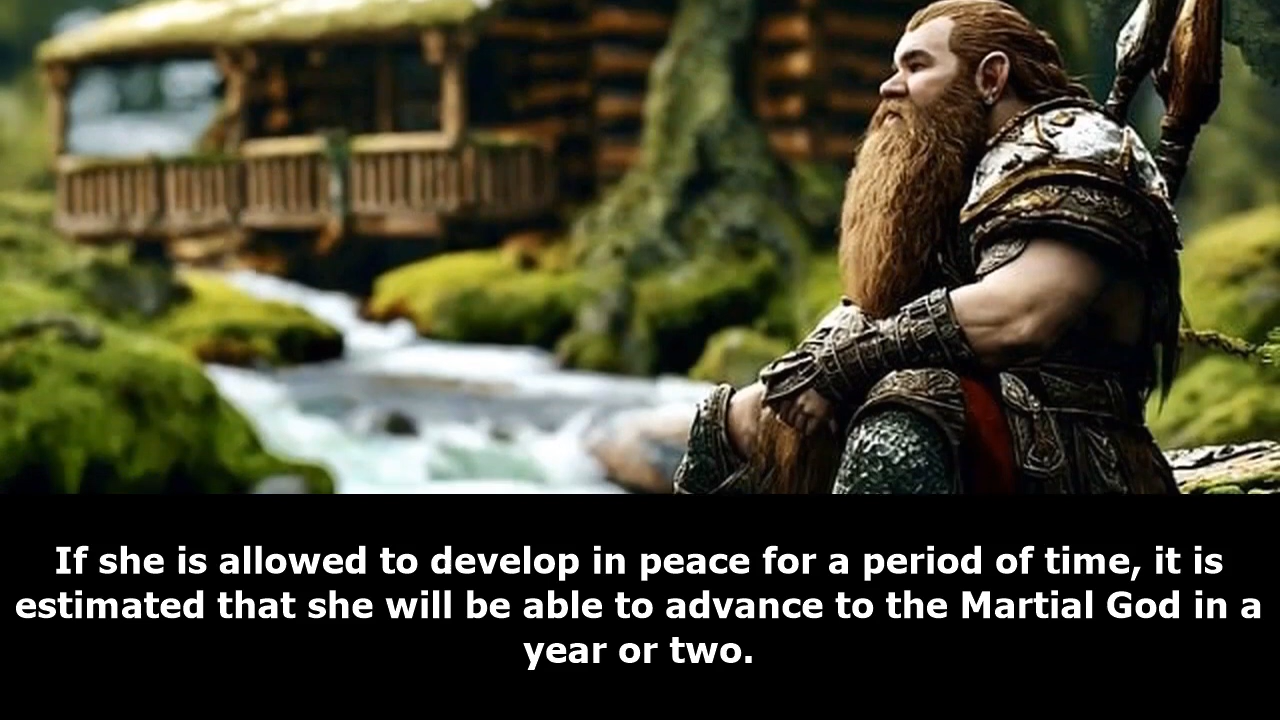 If she is allowed to develop in peace for a period of time, it is
estimated that she will be able to advance to the Martial God in a
year or two.